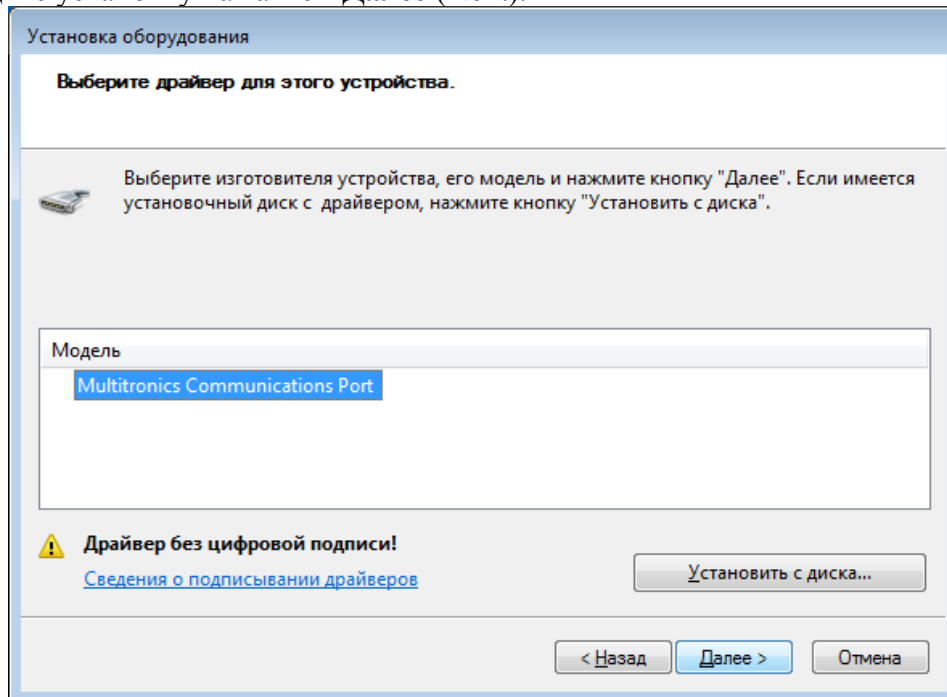 Установка оборудования
Выберите драйвер для этого устройства.
Выберите изготовителя устройства, его модель и нажмите кнопку "Далее". Если имеется
установочный диск с драйвером, нажмите кнопку "Установить с диска".
Модель
Multitronics Communications Port
Драйвер без цифровой подписи!
Сведения о подписывании драйверов
Установить с диска...
< Назад
Далее >
Отмена